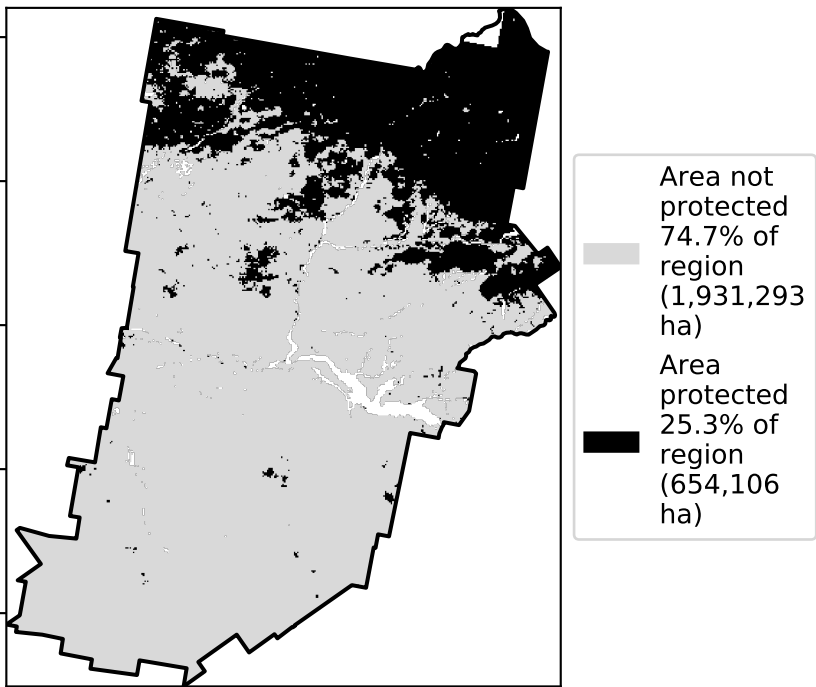 Area not
protected
74.7% of
region
(1,931,293
ha)
Area
protected
25.3% of
region
(654,106
ha)